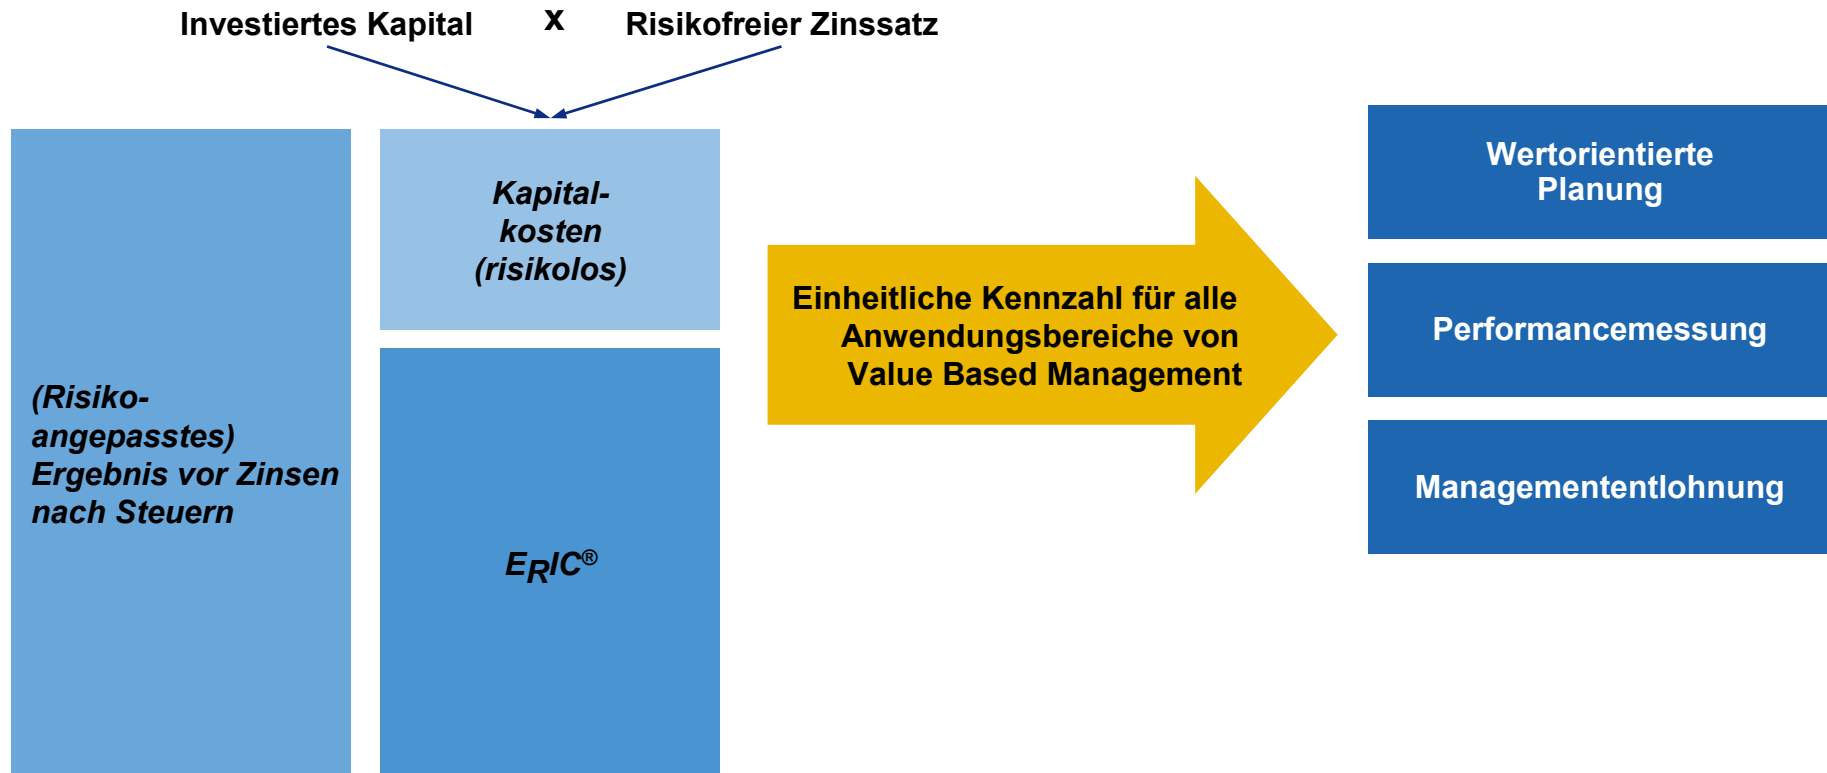 Investiertes Kapital x Risikofreier Zinssatz
(Risiko-
angepasstes)
Ergebnis vor Zinsen
nach Steuern
Kapital-
kosten
(risikolos)
ERIC®
Einheitliche Kennzahl für alle
Anwendungsbereiche von
Value Based Management
Wertorientierte
Planung
Performancemessung
Managemententlohnung